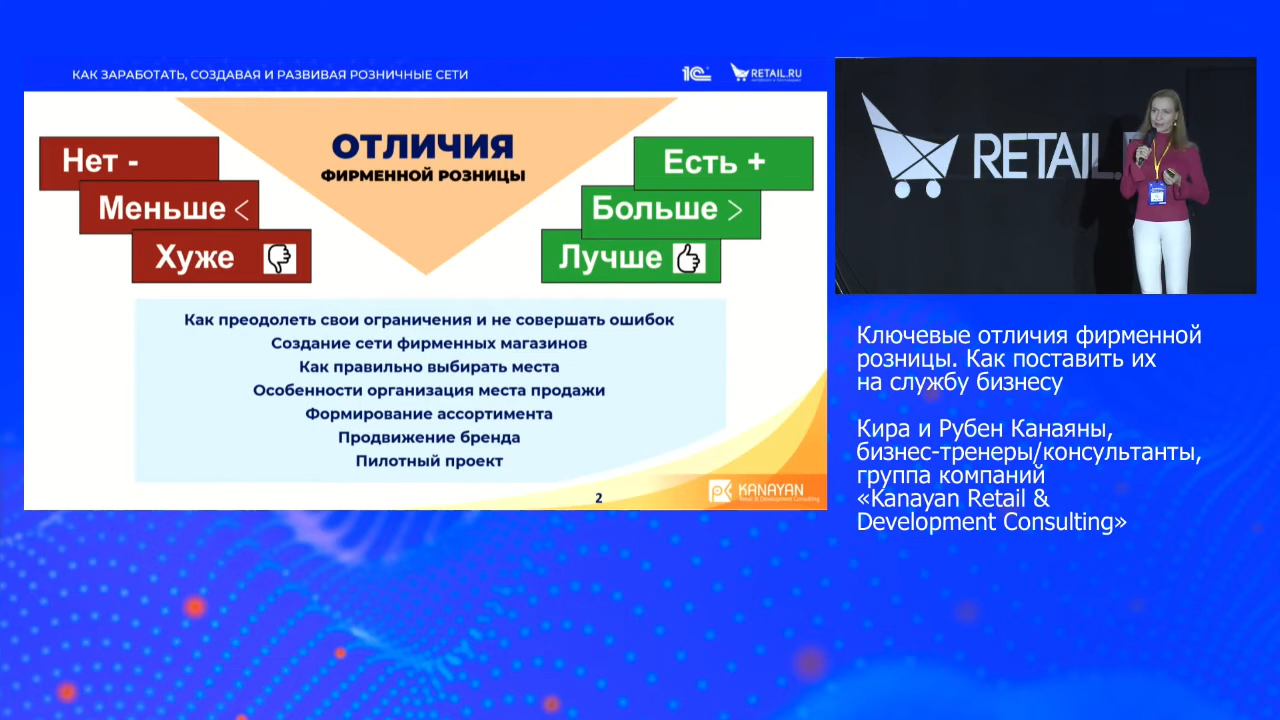 КАК ЗАРАБОТАТЬ, СОЗДАВАЯ И РАЗВИВАЯ РОЗНИЧНЫЕ СЕТИ
1С
RETAIL.RU
ОТЛИЧИЯ
ФИРМЕННОЙ РОЗНИЦЫ
Нет -
Меньше <
Хуже
Есть +
Больше >
Лучше
Как преодолеть свои ограничения и не совершать ошибок
Создание сети фирменных магазинов
Как правильно выбирать места
Особенности организация места продажи
Формирование ассортимента
Продвижение бренда
Пилотный проект
2
KANAYAN
Retail & Development Consulting
RETAIL.
Ключевые отличия фирменной
розницы. Как поставить их
на службу бизнесу
Кира и Рубен Канаяны,
бизнес-тренеры/консультанты,
группа компаний
«Kanayan Retail &
Development Consulting»